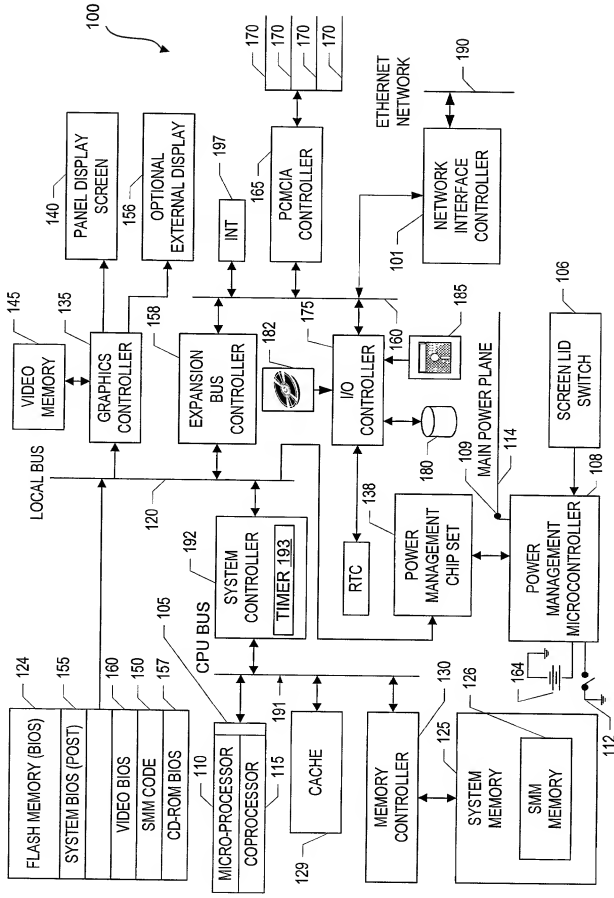 100
124
FLASH MEMORY (BIOS)
155
SYSTEM BIOS (POST)
160
VIDEO BIOS
150
SMM CODE
157
CD-ROM BIOS
145
VIDEO MEMORY
135
GRAPHICS CONTROLLER
140
PANEL DISPLAY SCREEN
156
OPTIONAL EXTERNAL DISPLAY
LOCAL BUS
120
158
EXPANSION BUS CONTROLLER
197
INT
165
PCMCIA CONTROLLER
170
170
170
170
192
SYSTEM CONTROLLER
TIMER 193
CPU BUS
105
191
110
MICRO-PROCESSOR
COPROCESSOR
115
CACHE
129
182
175
I/O CONTROLLER
160
180
185
RTC
ETHERNET NETWORK
190
101
NETWORK INTERFACE CONTROLLER
130
MEMORY CONTROLLER
125
SYSTEM MEMORY
126
SMM MEMORY
138
POWER MANAGEMENT CHIP SET
109
MAIN POWER PLANE
114
108
POWER MANAGEMENT MICROCONTROLLER
164
112
106
SCREEN LID SWITCH